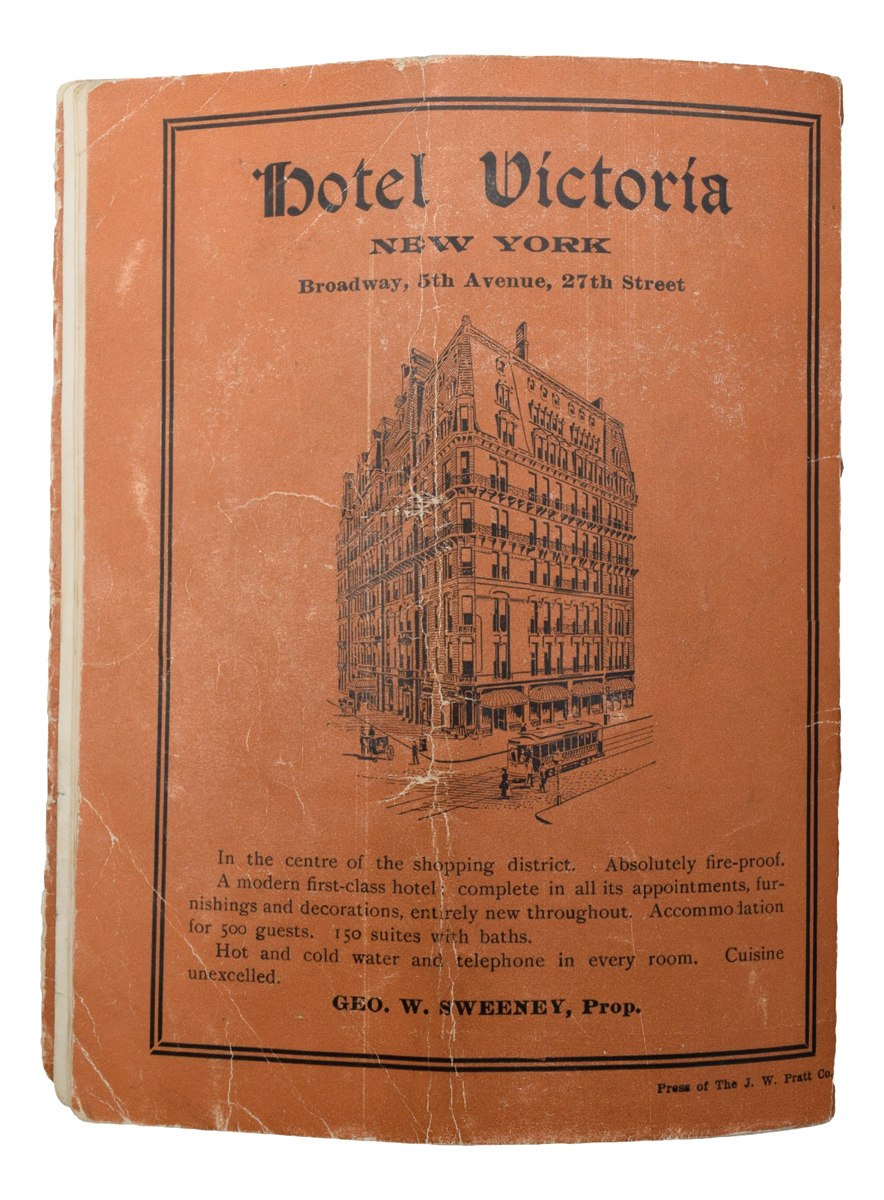 Hotel Victoria
NEW YORK
Broadway, 5th Avenue, 27th Street
In the centre of the shopping district. Absolutely fire-proof.
A modern first-class hotel: complete in all its appointments, fur-
nishings and decorations, entirely new throughout. Accommodation
for 500 guests. 150 suites with baths.
Hot and cold water and telephone in every room. Cuisine
unexcelled.
GEO. W. SWEENEY, Prop.
Press of The J. W. Pratt Co.